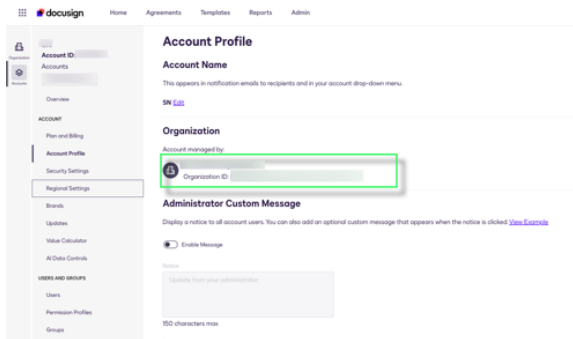 docusign
Home
Agreements
Templates
Reports
Admin
Organization
Accounts
Account ID:
Accounts
Overview
ACCOUNT
Plan and Billing
Account Profile
Security Settings
Regional Settings
Brands
Updates
Value Calculator
AI Data Controls
USERS AND GROUPS
Users
Permission Profiles
Groups
Account Profile
Account Name
This appears in notification emails to recipients and in your account drop-down menu.
SN Edit
Organization
Account managed by:
Organization ID:
Administrator Custom Message
Display a notice to all account users. You can also add an optional custom message that appears when the notice is clicked. View Example
Enable Message
Notice
Update from your administrator
150 characters max